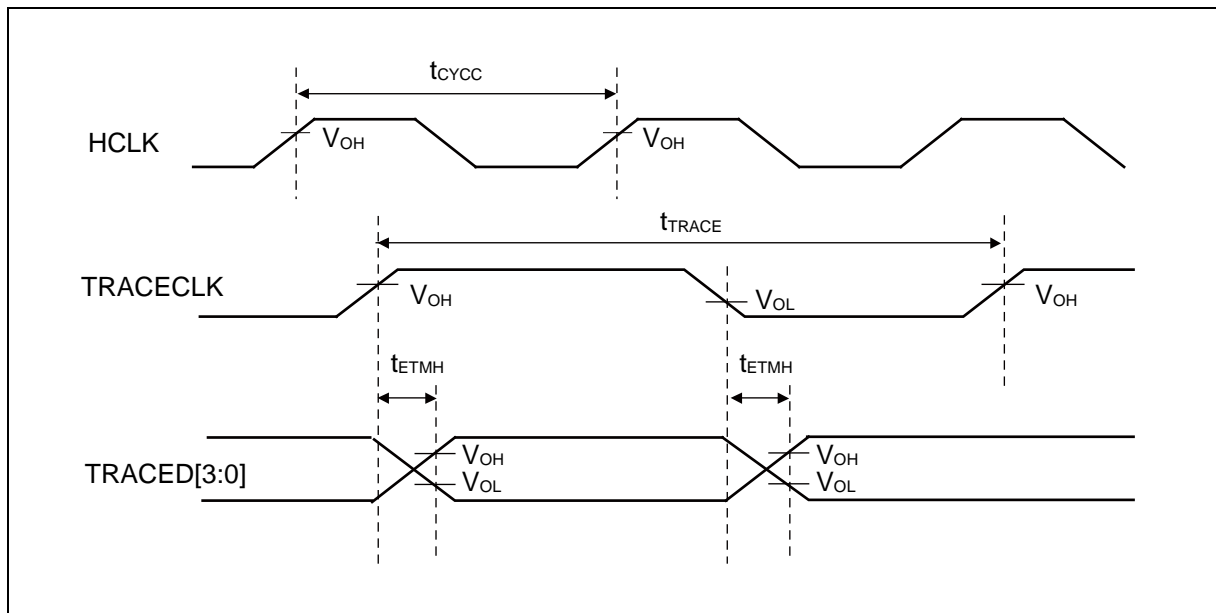 tCYCC
HCLK
VOH
VOH
tTRACE
TRACECLK
VOH
VOL
VOH
tETMH
tETMH
TRACED[3:0]
VOH
VOH
VOL
VOL